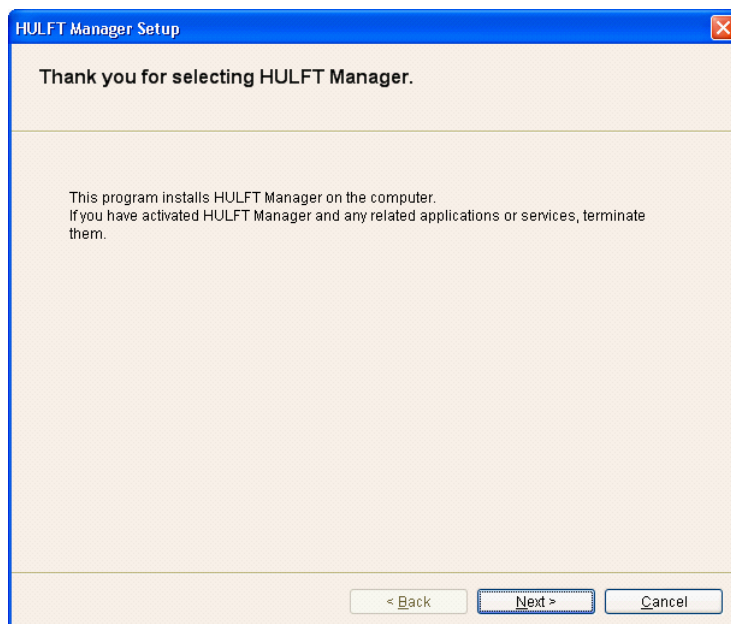 HULFT Manager Setup
Thank you for selecting HULFT Manager.
This program installs HULFT Manager on the computer.
If you have activated HULFT Manager and any related applications or services, terminate
them.
< Back
Next >
Cancel